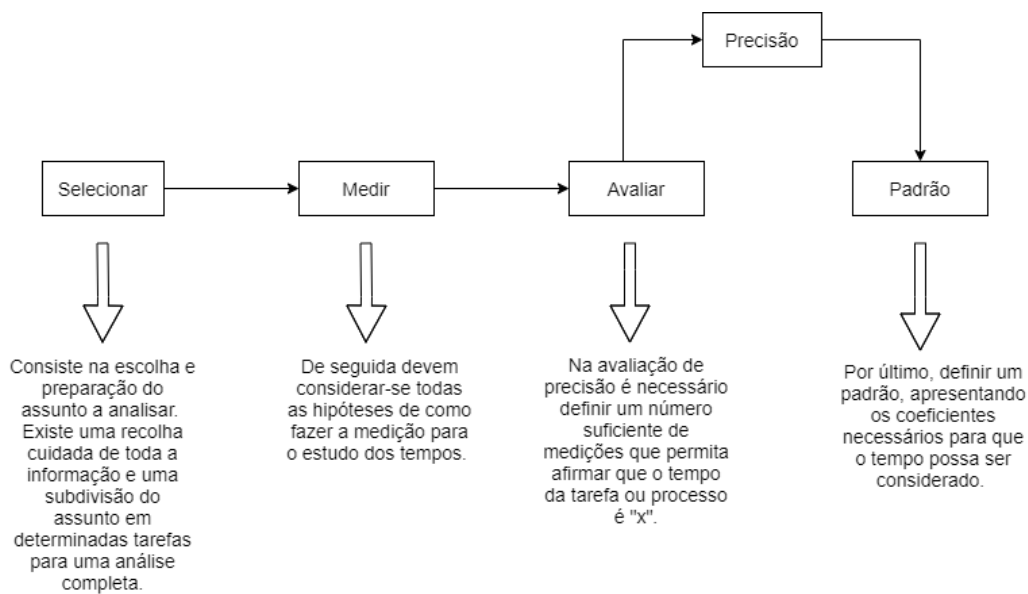 Precisão
Selecionar
Medir
Avaliar
Padrão
Consiste na escolha e
preparação do
assunto a analisar.
Existe uma recolha
cuidada de toda a
informação e uma
subdivisão do
assunto em
determinadas tarefas
para uma análise
completa.
De seguida devem
considerar-se todas
as hipóteses de como
fazer a medição para
o estudo dos tempos.
Na avaliação de
precisão é necessário
definir um número
suficiente de
medições que permita
afirmar que o tempo
da tarefa ou processo
é "x".
Por último, definir um
padrão, apresentando
os coeficientes
necessários para que
o tempo possa ser
considerado.